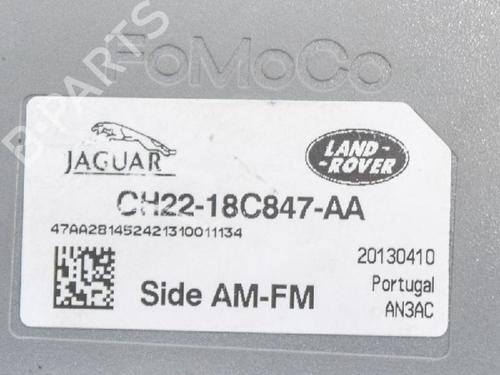 FoMoCo
B-PARTS
JAGUAR
LAND-
-ROVER
CH22-18C847-AA
47AA281452421310011134
20130410
Portugal
AN3AC
Side AM-FM